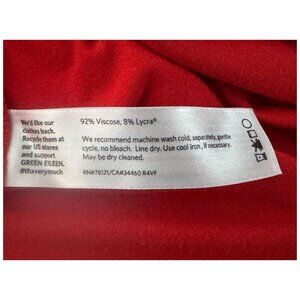 We'd like our
clothes back.
Recycle them at
our US stores
and support
GREEN EILEEN.
#thxverymuch
92% Viscose, 8% Lycra®
We recommend machine wash cold, separately, gentle
cycle, no bleach. Line dry. Use cool iron, if necessary.
May be dry cleaned.
RN#78121/CA#34460 R4VF